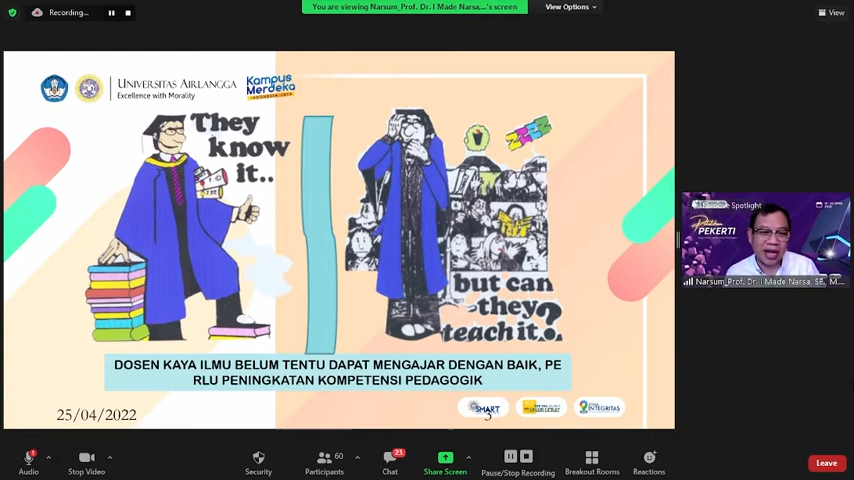 Recording...
You are viewing Narsum_Prof. Dr. I Made Narsa,...'s screen
View Options
View
UNIVERSITAS AIRLANGGA
Excellence with Morality
Kampus
Merdeka
INDONESIA JAYA
They
know
it..
but can
they?
teach it..
DOSEN KAYA ILMU BELUM TENTU DAPAT MENGAJAR DENGAN BAIK, PE
RLU PENINGKATAN KOMPETENSI PEDAGOGIK
25/04/2022
SMART
3
INTEGRITAS
Spotlight
PEKERTI
Narsum_Prof. Dr. I Made Narsa, SE., M....
Audio
Stop Video
Security
60
Participants
23
Chat
Share Screen
Pause/Stop Recording
Breakout Rooms
Reactions
Leave